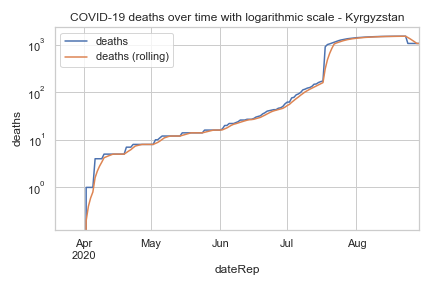 COVID-19 deaths over time with logarithmic scale - Kyrgyzstan
deaths
deaths (rolling)
deaths
10³
10²
10¹
10⁰
Apr
2020
May
Jun
Jul
Aug
dateRep